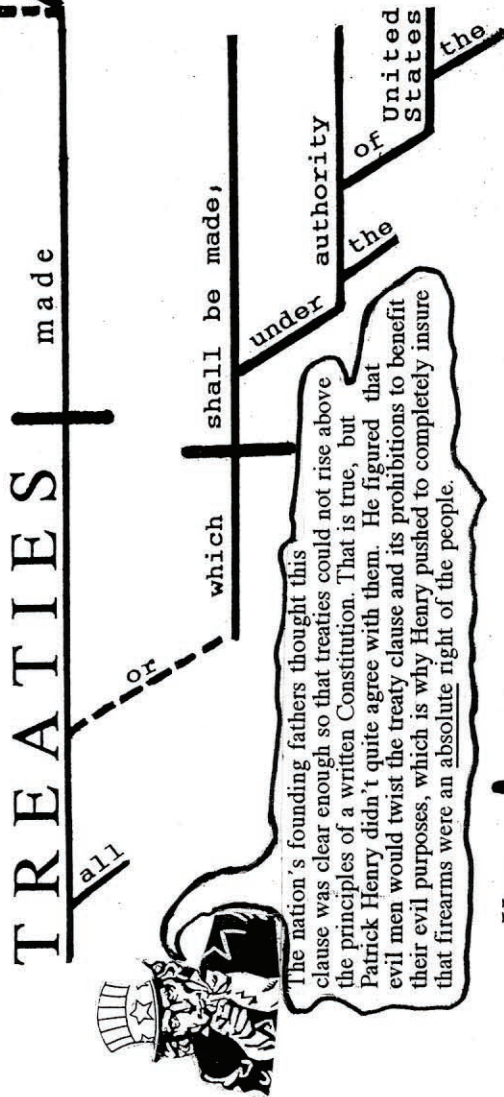 TREATIES made
all
or
which shall be made,
under
authority
the
of
United
States
the
The nation's founding fathers thought this
clause was clear enough so that treaties could not rise above
the principles of a written Constitution. That is true, but
Patrick Henry didn't quite agree with them. He figured that
evil men would twist the treaty clause and its prohibitions to benefit
their evil purposes, which is why Henry pushed to completely insure
that firearms were an absolute right of the people.